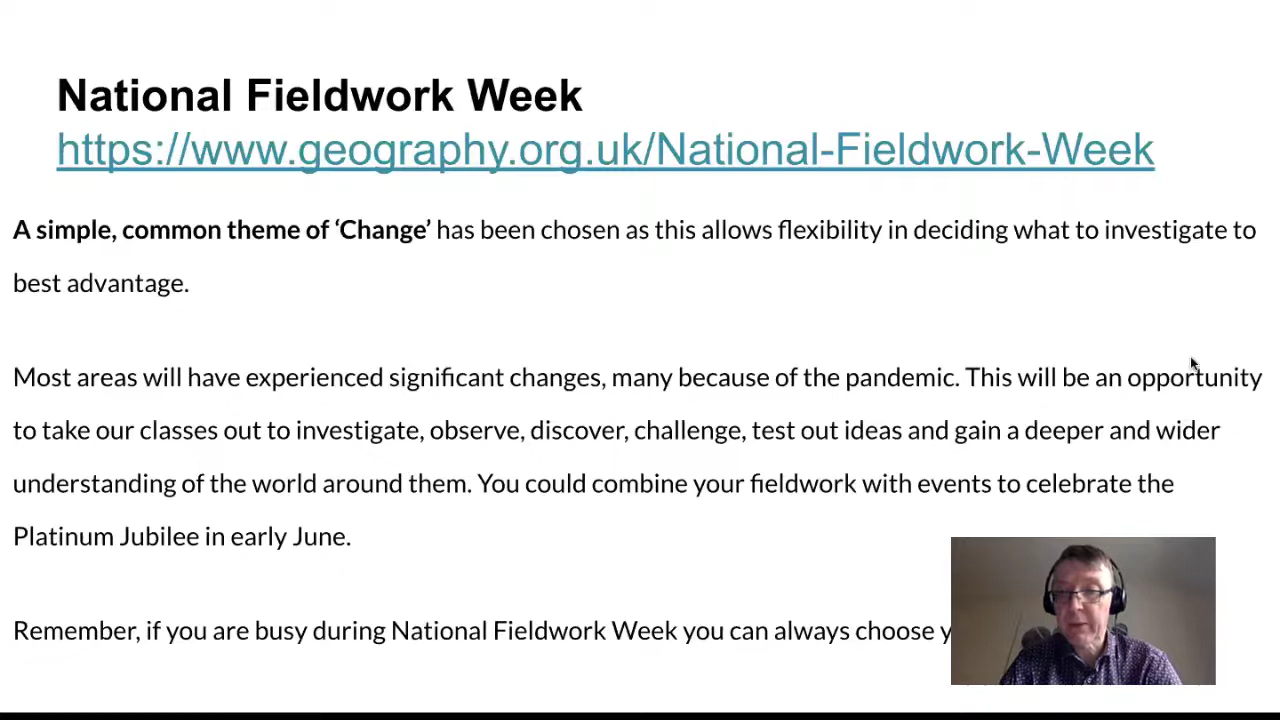 National Fieldwork Week
https://www.geography.org.uk/National-Fieldwork-Week
A simple, common theme of ‘Change’ has been chosen as this allows flexibility in deciding what to investigate to
best advantage.
Most areas will have experienced significant changes, many because of the pandemic. This will be an opportunity
to take our classes out to investigate, observe, discover, challenge, test out ideas and gain a deeper and wider
understanding of the world around them. You could combine your fieldwork with events to celebrate the
Platinum Jubilee in early June.
Remember, if you are busy during National Fieldwork Week you can always choose